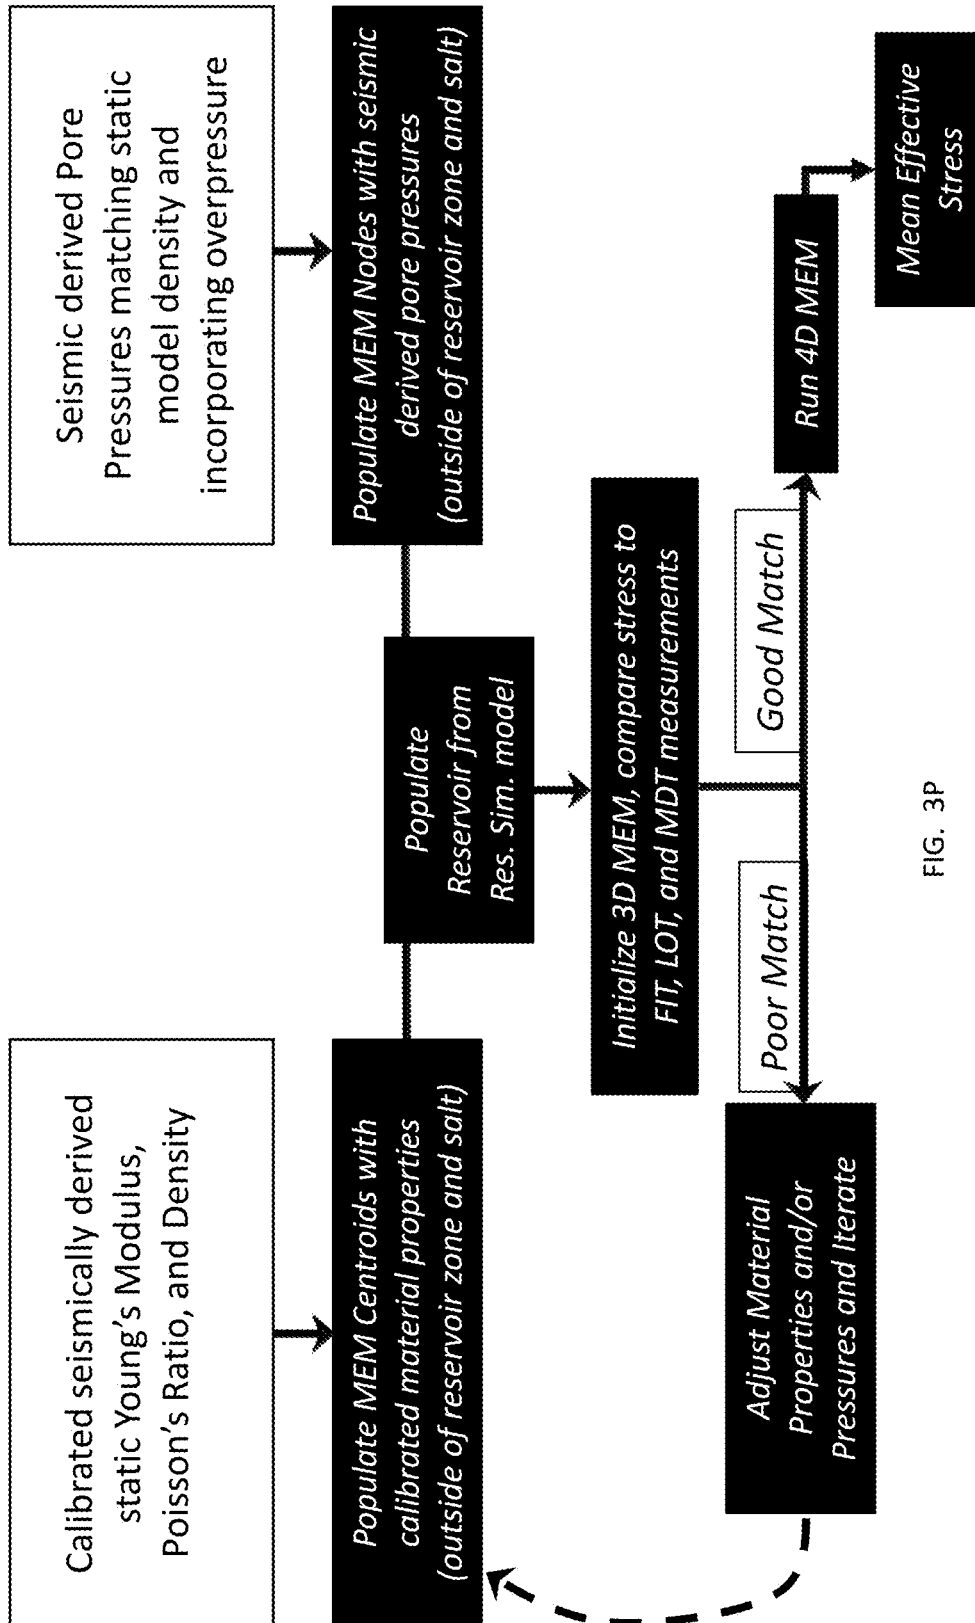 Calibrated seismically derived
static Young's Modulus,
Poisson's Ratio, and Density
Seismic derived Pore
Pressures matching static
model density and
incorporating overpressure
Populate MEM Centroids with
calibrated material properties
(outside of reservoir zone and salt)
Populate MEM Nodes with seismic
derived pore pressures
(outside of reservoir zone and salt)
Populate
Reservoir from
Res. Sim. model
Initialize 3D MEM, compare stress to
FIT, LOT, and MDT measurements
Poor Match
Good Match
Adjust Material
Properties and/or
Pressures and Iterate
Run 4D MEM
Mean Effective
Stress
FIG. 3P